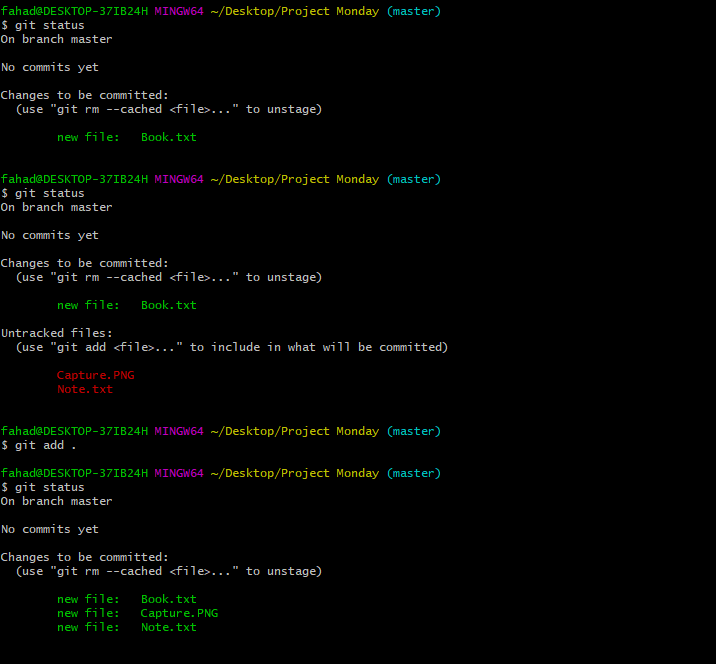 fahad@DESKTOP-37IB24H MINGW64 ~/Desktop/Project Monday (master)
$ git status
On branch master
No commits yet
Changes to be committed:
  (use "git rm --cached <file>..." to unstage)
        new file:   Book.txt
fahad@DESKTOP-37IB24H MINGW64 ~/Desktop/Project Monday (master)
$ git status
On branch master
No commits yet
Changes to be committed:
  (use "git rm --cached <file>..." to unstage)
        new file:   Book.txt
Untracked files:
  (use "git add <file>..." to include in what will be committed)
        Capture.PNG
        Note.txt
fahad@DESKTOP-37IB24H MINGW64 ~/Desktop/Project Monday (master)
$ git add .
fahad@DESKTOP-37IB24H MINGW64 ~/Desktop/Project Monday (master)
$ git status
On branch master
No commits yet
Changes to be committed:
  (use "git rm --cached <file>..." to unstage)
        new file:   Book.txt
        new file:   Capture.PNG
        new file:   Note.txt